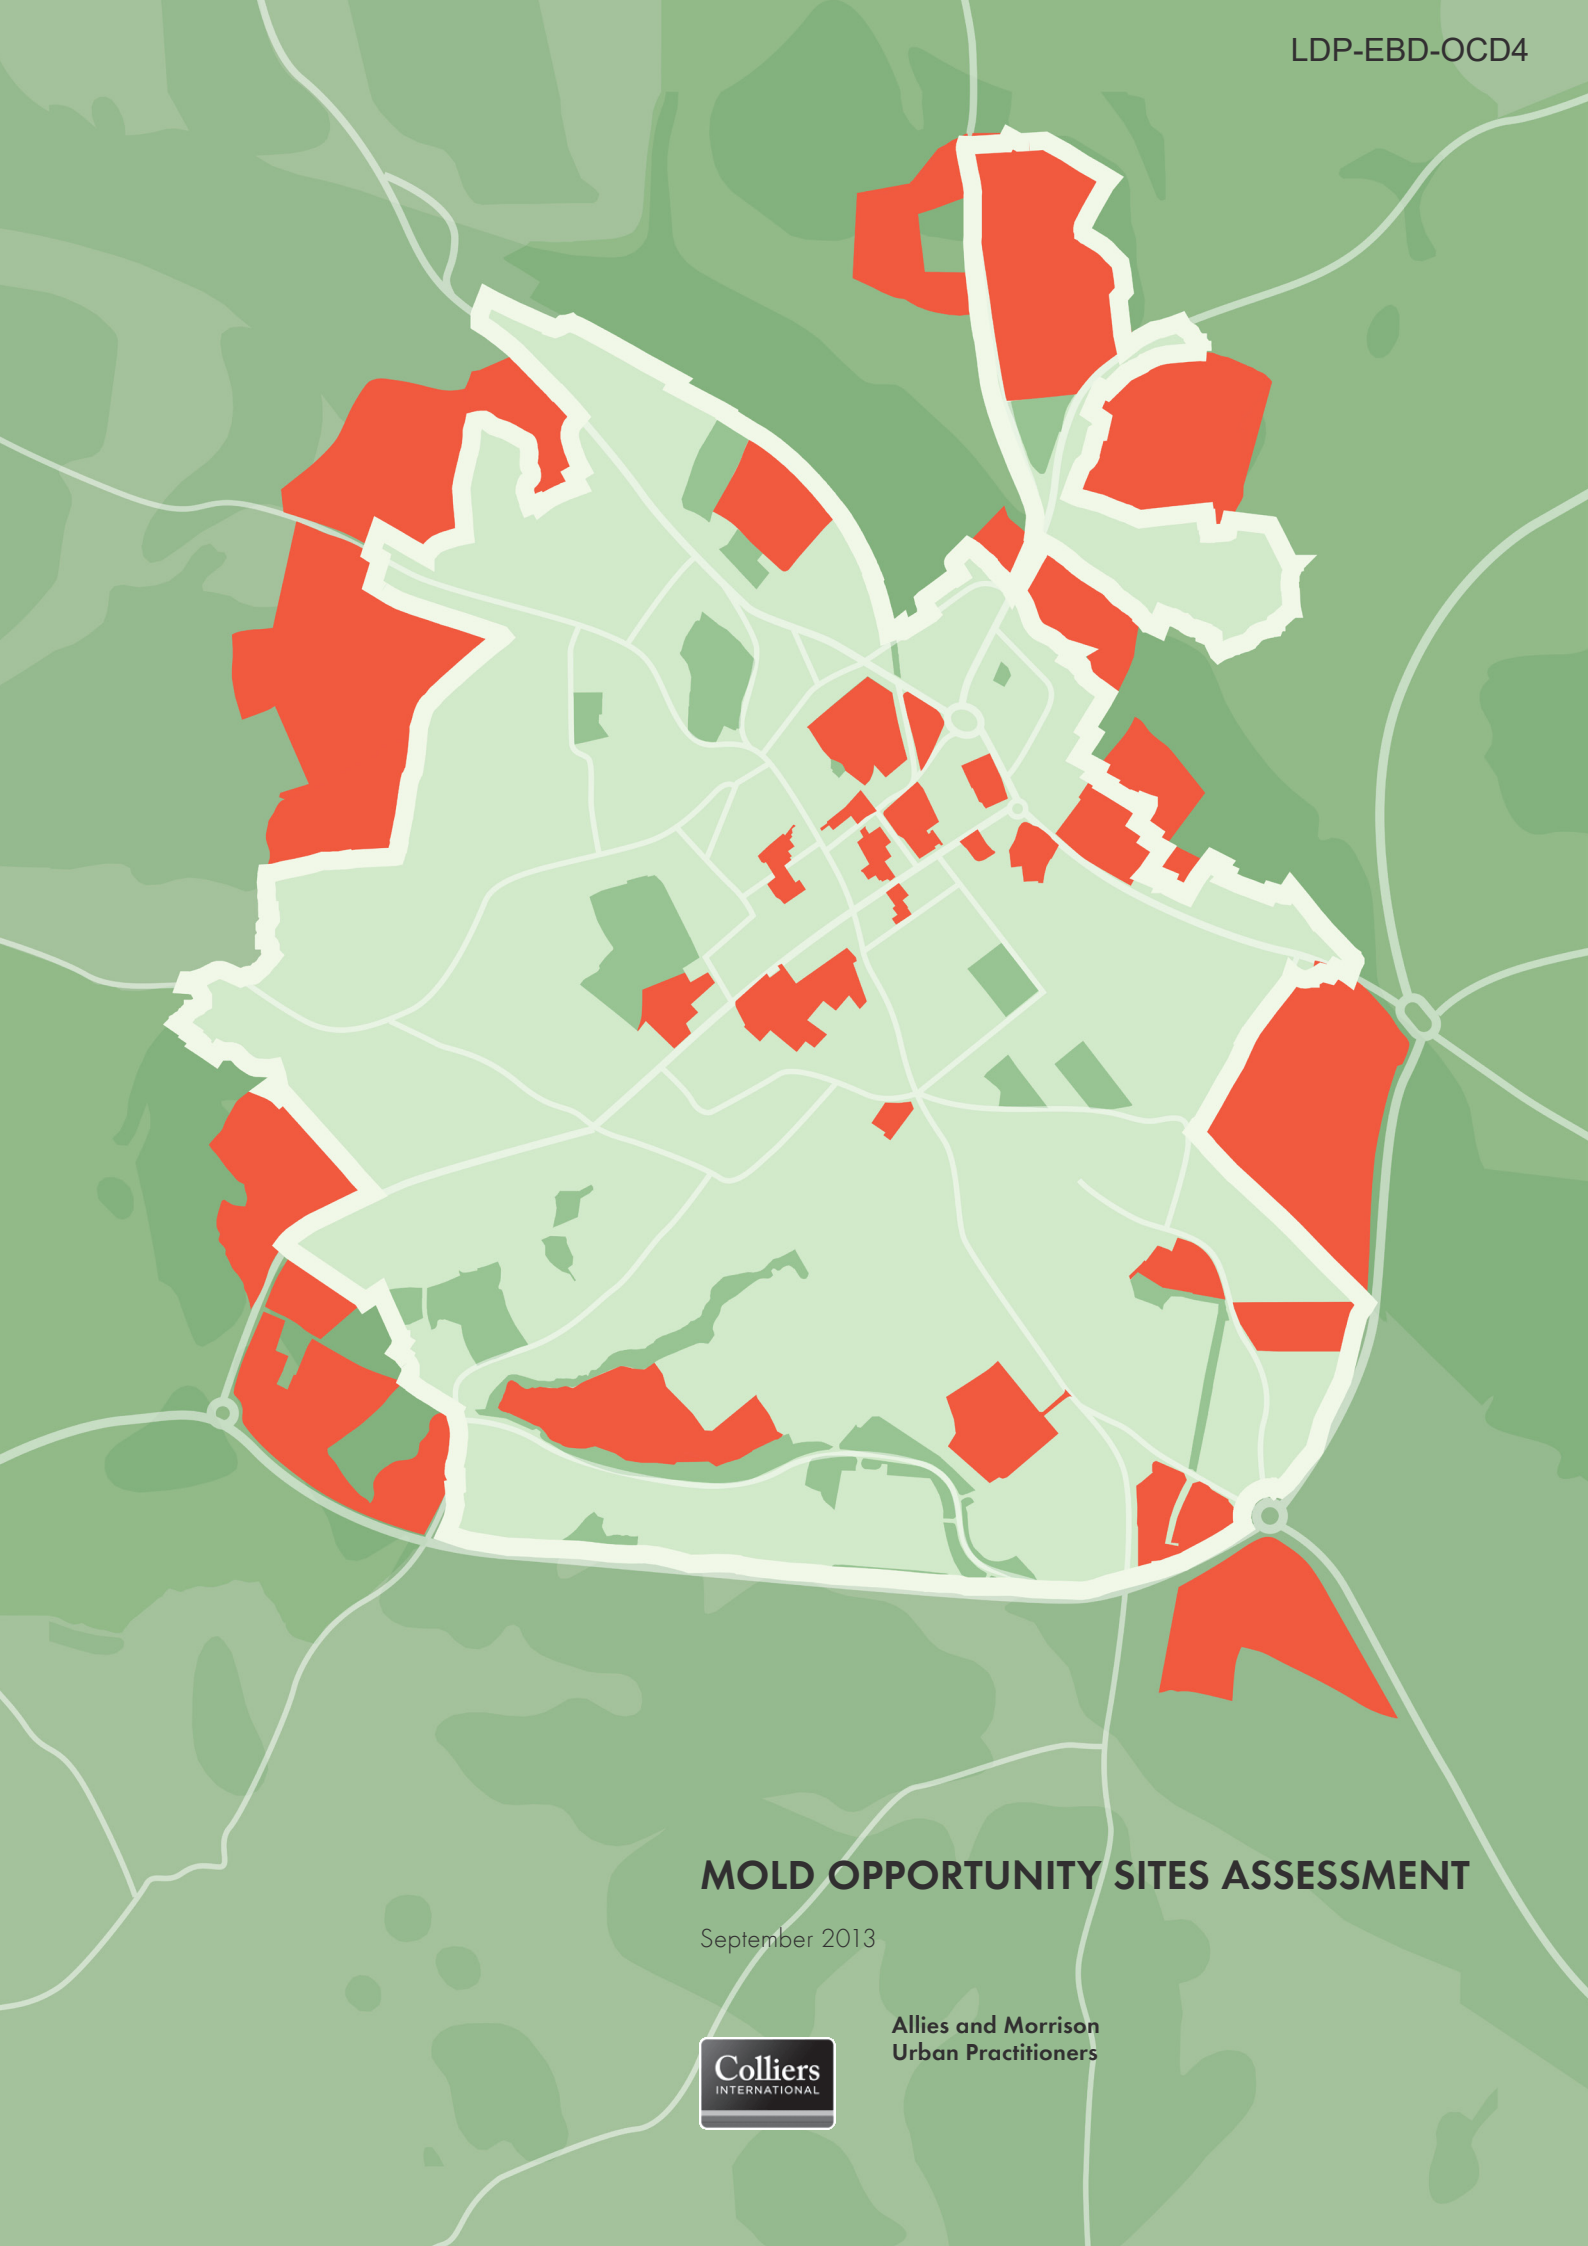 LDP-EBD-OCD4
MOLD OPPORTUNITY SITES ASSESSMENT
September 2013
Allies and Morrison
Urban Practitioners
Colliers
INTERNATIONAL